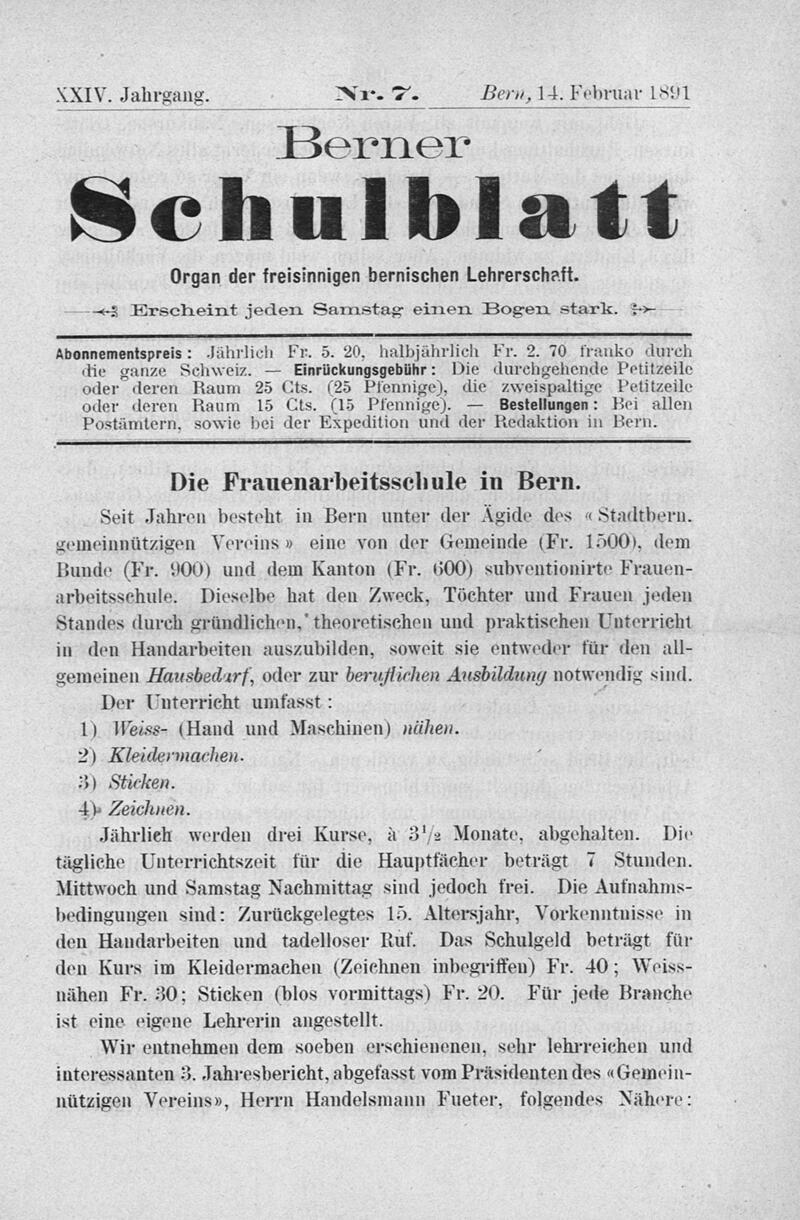 XXIV. Jahrgang. Nr. 7. Bern, 14. Februar 1891
Berner
Schulblatt
Organ der freisinnigen bernischen Lehrerschaft.
Erscheint jeden Samstag einen Bogen stark.
Abonnementspreis: Jährlich Fr. 5. 20, halbjährlich Fr. 2. 70 franko durch
die ganze Schweiz. — Einrückungsgebühr: Die durchgehende Petitzeile
oder deren Raum 25 Cts. (25 Pfennige), die zweispaltige Petitzeile
oder deren Raum 15 Cts. (15 Pfennige). — Bestellungen: Bei allen
Postämtern, sowie bei der Expedition und der Redaktion in Bern.
Die Frauenarbeitsschule in Bern.
Seit Jahren besteht in Bern unter der Ägide des «Stadtbern.
gemeinnützigen Vereins» eine von der Gemeinde (Fr. 1500), dem
Bunde (Fr. 900) und dem Kanton (Fr. 600) subventionirte Frauen-
arbeitsschule. Dieselbe hat den Zweck, Töchter und Frauen jeden
Standes durch gründlichen, theoretischen und praktischen Unterricht
in den Handarbeiten auszubilden, soweit sie entweder für den all-
gemeinen Hausbedarf, oder zur beruflichen Ausbildung notwendig sind.
Der Unterricht umfasst:
1) Weiss- (Hand und Maschinen) nähen.
2) Kleidermachen.
3) Sticken.
4) Zeichnen.
Jährlich werden drei Kurse, à 3½ Monate, abgehalten. Die
tägliche Unterrichtszeit für die Hauptfächer beträgt 7 Stunden.
Mittwoch und Samstag Nachmittag sind jedoch frei. Die Aufnahms-
bedingungen sind: Zurückgelegtes 15. Altersjahr, Vorkenntnisse in
den Handarbeiten und tadelloser Ruf. Das Schulgeld beträgt für
den Kurs im Kleidermachen (Zeichnen inbegriffen) Fr. 40; Weiss-
nähen Fr. 30; Sticken (blos vormittags) Fr. 20. Für jede Branche
ist eine eigene Lehrerin angestellt.
Wir entnehmen dem soeben erschienenen, sehr lehrreichen und
interessanten 3. Jahresbericht, abgefasst vom Präsidenten des «Gemein-
nützigen Vereins», Herrn Handelsmann Fueter, folgendes Nähere: